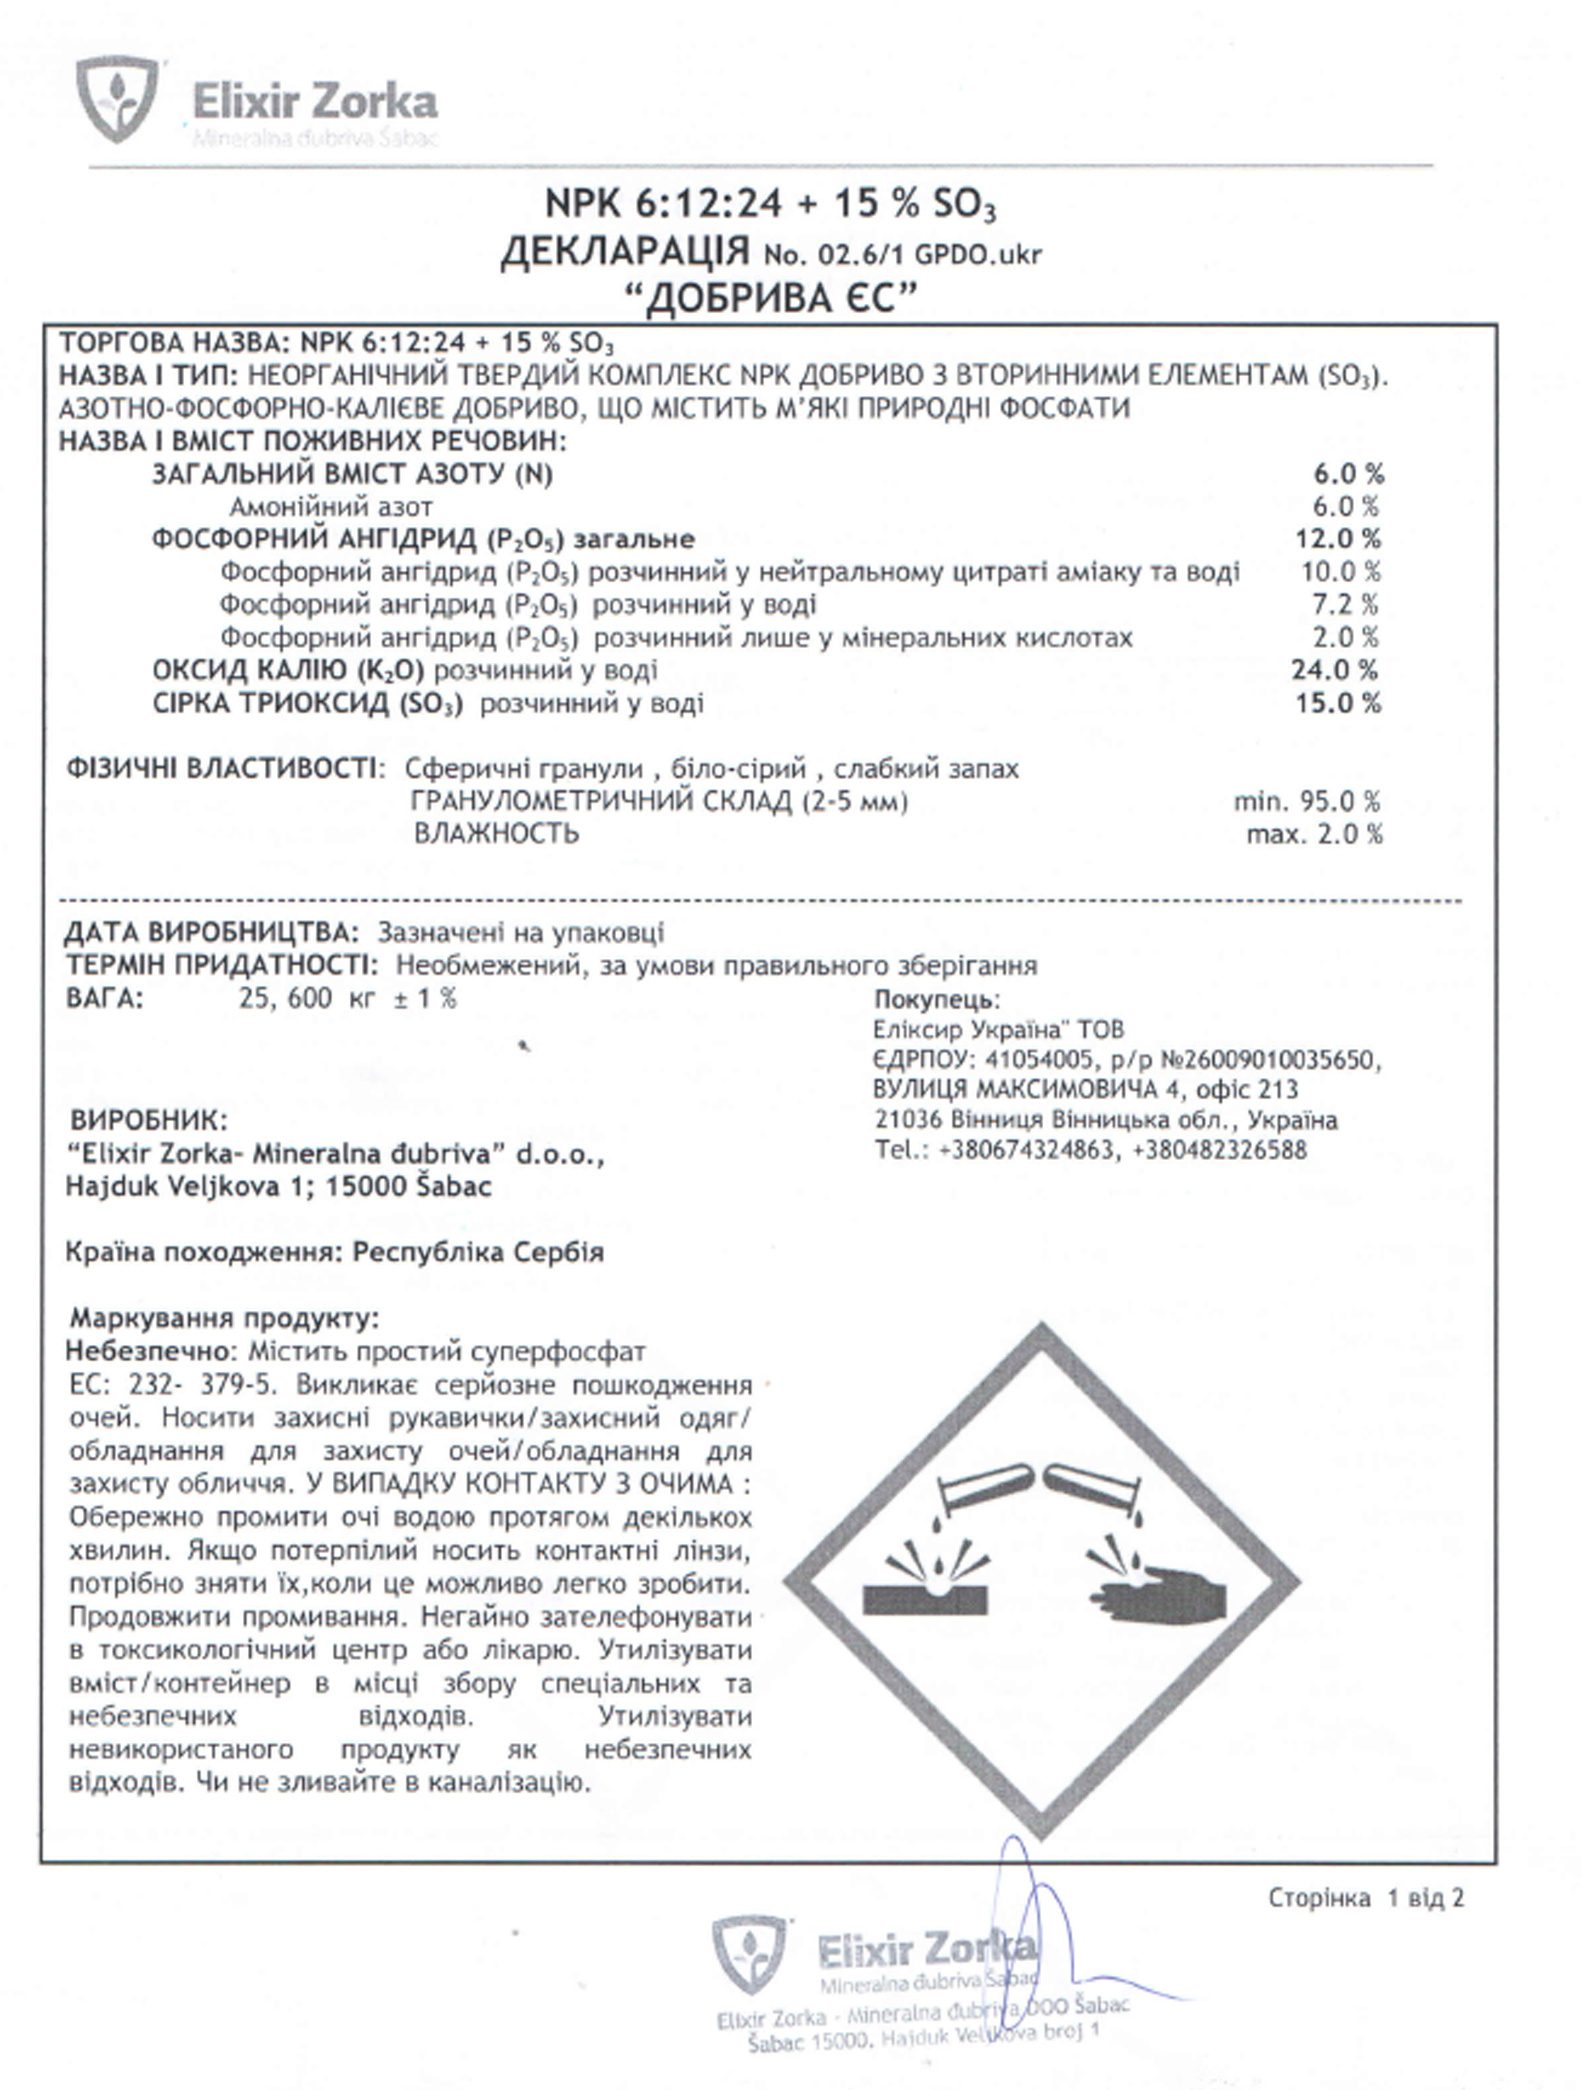 Elixir Zorka
Mineralna đubriva Šabac
NPK 6:12:24 + 15 % SO₃
ДЕКЛАРАЦІЯ No. 02.6/1 GPDO.ukr
“ДОБРИВА ЄС”
ТОРГОВА НАЗВА: NPK 6:12:24 + 15 % SO₃
НАЗВА І ТИП: НЕОРГАНІЧНИЙ ТВЕРДИЙ КОМПЛЕКС NPK ДОБРИВО З ВТОРИННИМИ ЕЛЕМЕНТАМ (SO₃).
АЗОТНО-ФОСФОРНО-КАЛІЄВЕ ДОБРИВО, ЩО МІСТИТЬ М’ЯКІ ПРИРОДНІ ФОСФАТИ
НАЗВА І ВМІСТ ПОЖИВНИХ РЕЧОВИН:
ЗАГАЛЬНИЙ ВМІСТ АЗОТУ (N) 6.0 %
Амонійний азот 6.0 %
ФОСФОРНИЙ АНГІДРИД (P₂O₅) загальне 12.0 %
Фосфорний ангідрид (P₂O₅) розчинний у нейтральному цитраті аміаку та воді 10.0 %
Фосфорний ангідрид (P₂O₅) розчинний у воді 7.2 %
Фосфорний ангідрид (P₂O₅) розчинний лише у мінеральних кислотах 2.0 %
ОКСИД КАЛІЮ (K₂O) розчинний у воді 24.0 %
СІРКА ТРИОКСИД (SO₃) розчинний у воді 15.0 %
ФІЗИЧНІ ВЛАСТИВОСТІ: Сферичні гранули , біло-сірий , слабкий запах
ГРАНУЛОМЕТРИЧНИЙ СКЛАД (2-5 мм) min. 95.0 %
ВЛАЖНОСТЬ max. 2.0 %
ДАТА ВИРОБНИЦТВА: Зазначені на упаковці
ТЕРМІН ПРИДАТНОСТІ: Необмежений, за умови правильного зберігання
ВАГА: 25, 600 кг ± 1 %
Покупець:
Еліксир Україна" ТОВ
ЄДРПОУ: 41054005, р/р №26009010035650,
ВУЛИЦЯ МАКСИМОВИЧА 4, офіс 213
21036 Вінниця Вінницька обл., Україна
Tel.: +380674324863, +380482326588
ВИРОБНИК:
“Elixir Zorka- Mineralna đubriva” d.o.o.,
Hajduk Veljkova 1; 15000 Šabac
Країна походження: Республіка Сербія
Маркування продукту:
Небезпечно: Містить простий суперфосфат
ЕС: 232- 379-5. Викликає серйозне пошкодження
очей. Носити захисні рукавички/захисний одяг/
обладнання для захисту очей/обладнання для
захисту обличчя. У ВИПАДКУ КОНТАКТУ З ОЧИМА :
Обережно промити очі водою протягом декількох
хвилин. Якщо потерпілий носить контактні лінзи,
потрібно зняти їх,коли це можливо легко зробити.
Продовжити промивання. Негайно зателефонувати
в токсикологічний центр або лікарю. Утилізувати
вміст/контейнер в місці збору спеціальних та
небезпечних відходів. Утилізувати
невикористаного продукту як небезпечних
відходів. Чи не зливайте в каналізацію.
Сторінка 1 від 2
Elixir Zorka
Mineralna đubriva Šabac
Elixir Zorka - Mineralna đubriva DOO Šabac
Šabac 15000, Hajduk Veljkova broj 1